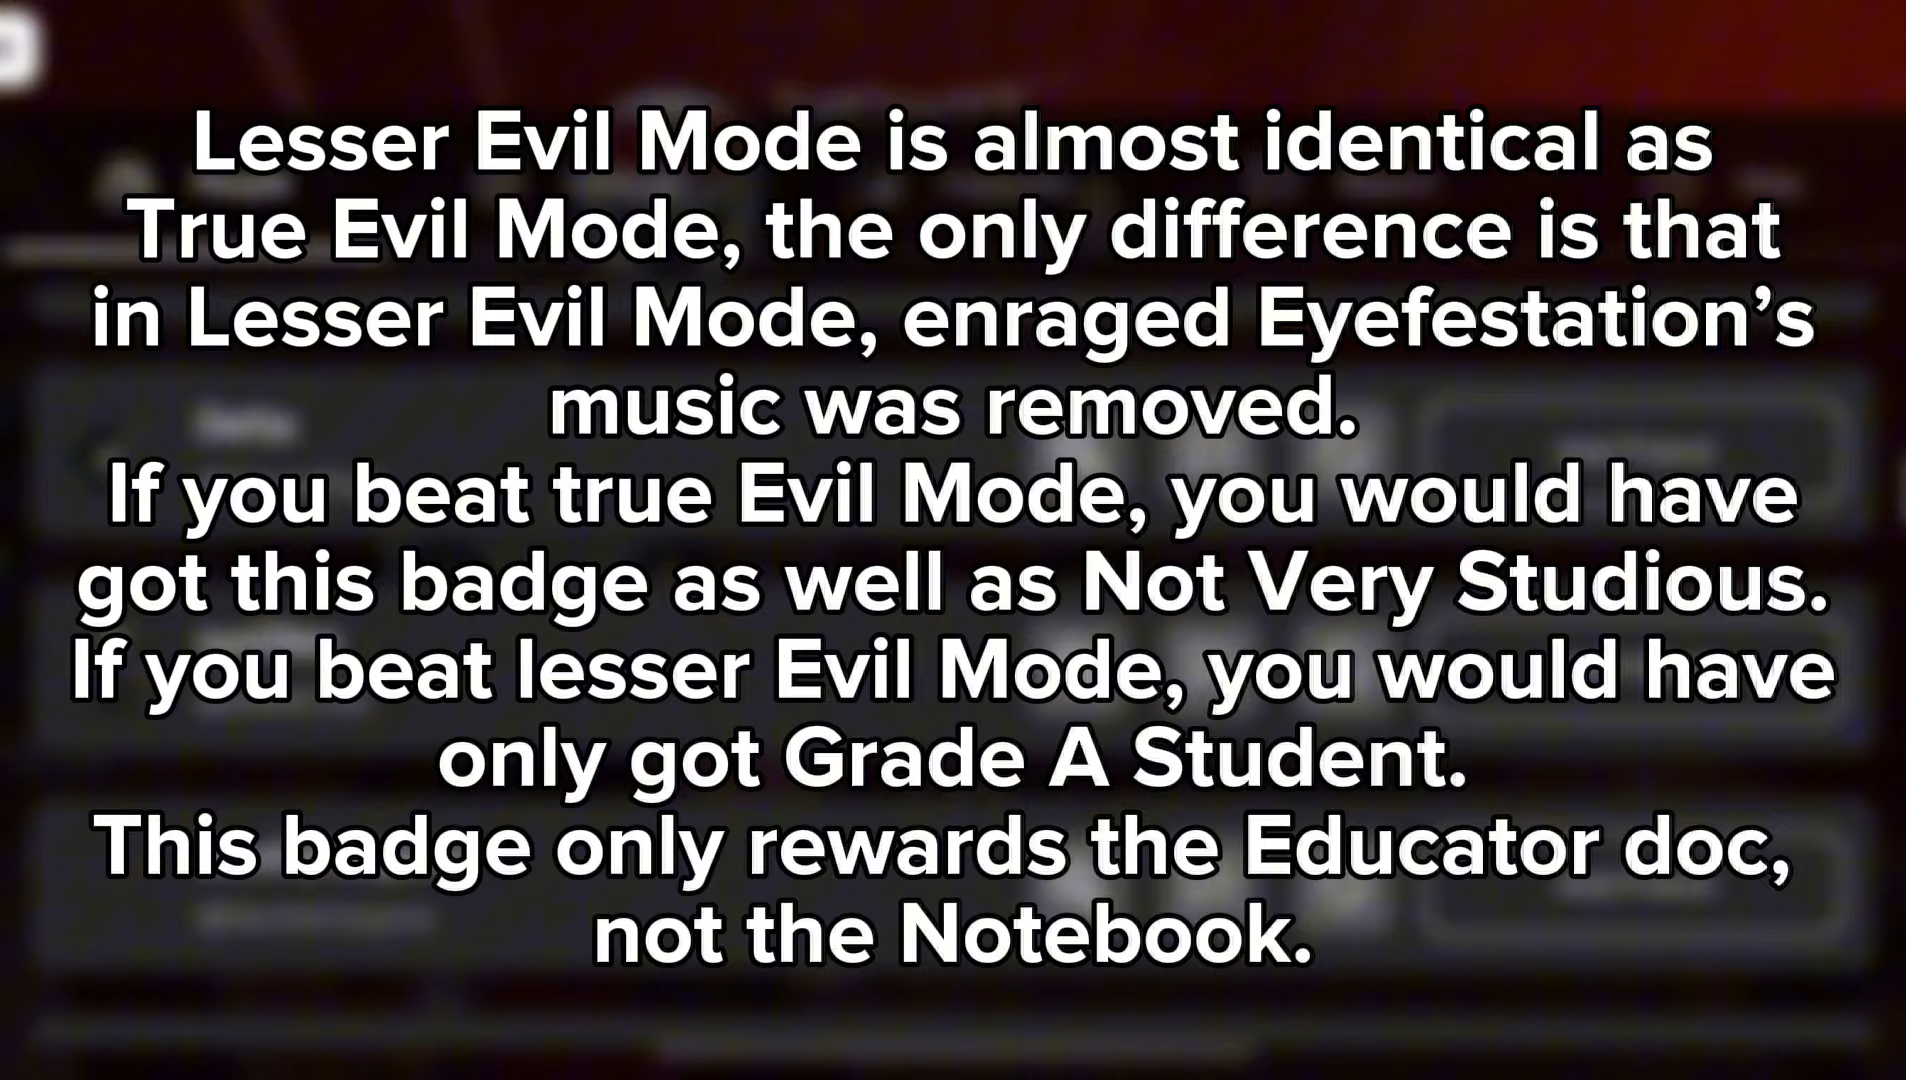 Lesser Evil Mode is almost identical as
True Evil Mode, the only difference is that
in Lesser Evil Mode, enraged Eyefestation’s
music was removed.
If you beat true Evil Mode, you would have
got this badge as well as Not Very Studious.
If you beat lesser Evil Mode, you would have
only got Grade A Student.
This badge only rewards the Educator doc,
not the Notebook.